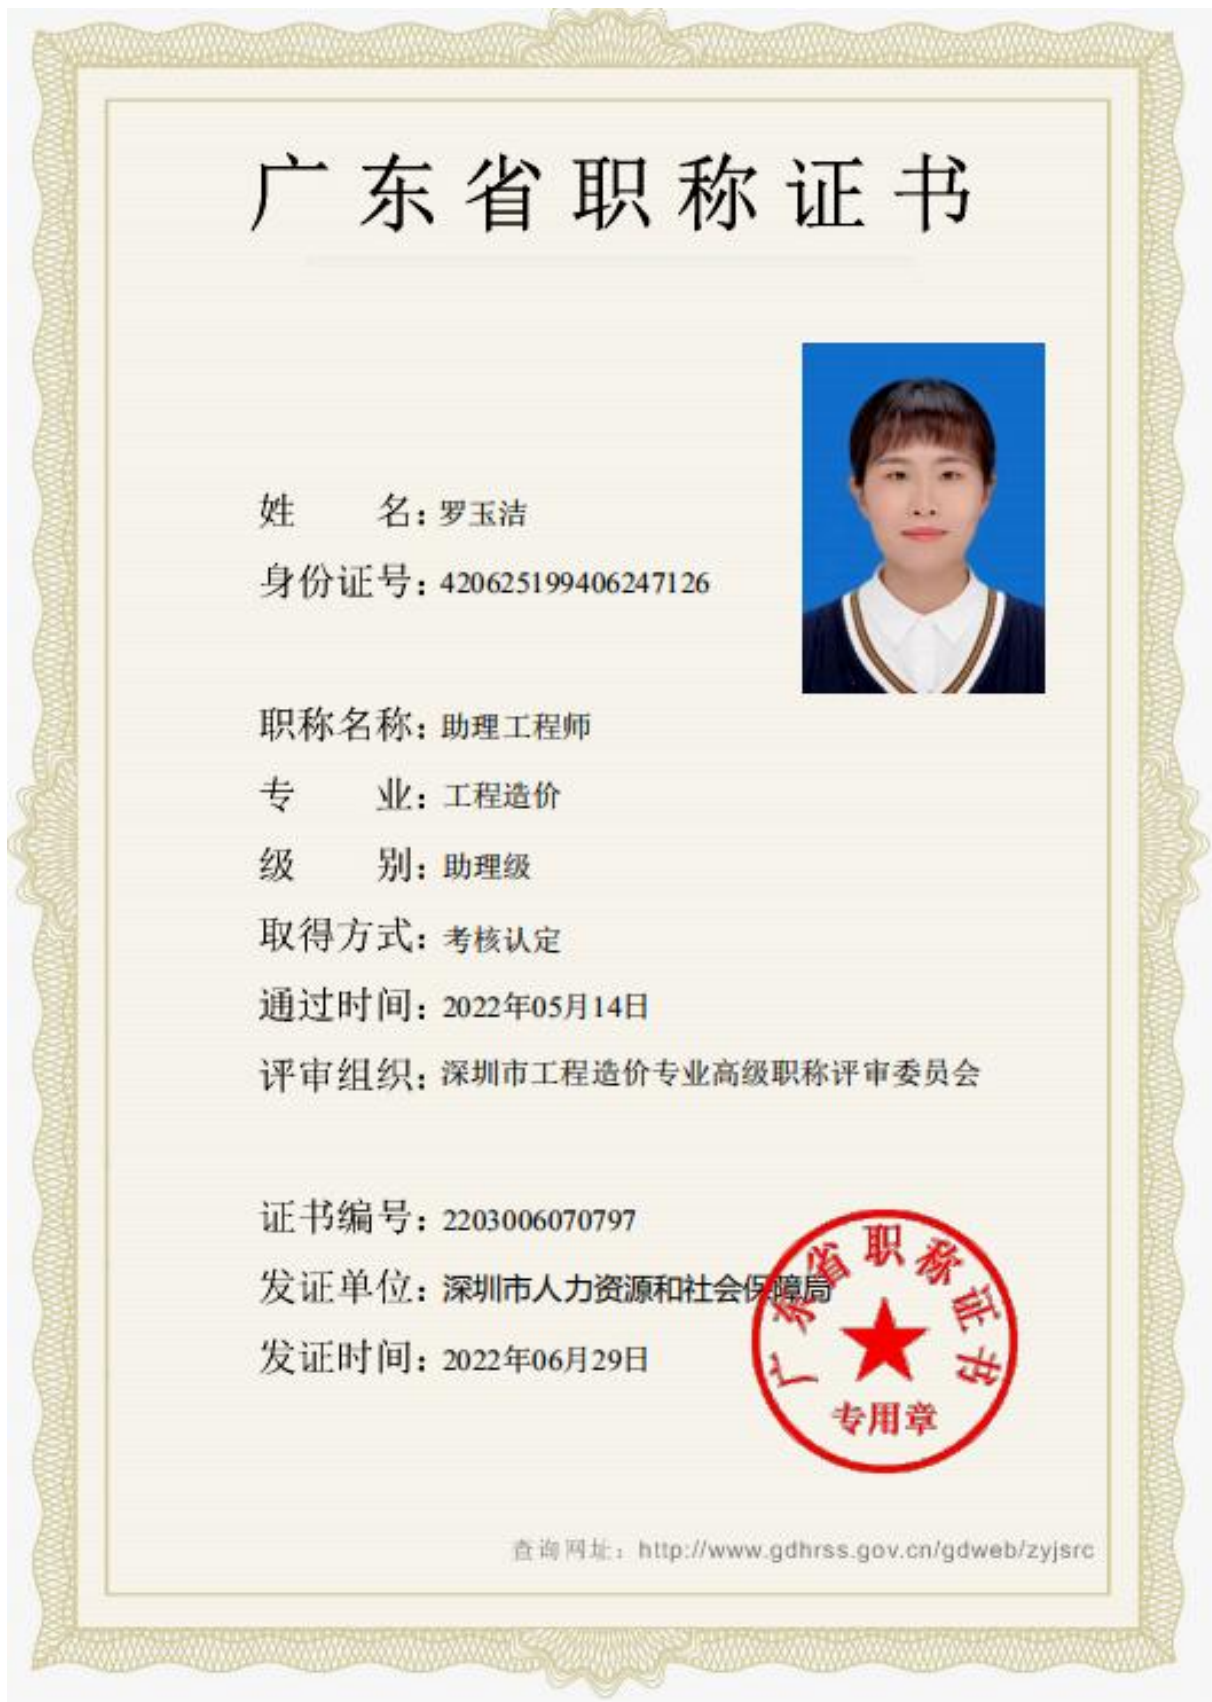 广东省职称证书
姓 名：罗玉洁
身份证号：420625199406247126
职称名称：助理工程师
专 业：工程造价
级 别：助理级
取得方式：考核认定
通过时间：2022年05月14日
评审组织：深圳市工程造价专业高级职称评审委员会
证书编号：2203006070797
发证单位：深圳市人力资源和社会保障局
发证时间：2022年06月29日
广东省职称证书
专用章
查询网址：http://www.gdhrss.gov.cn/gdweb/zyjsrc